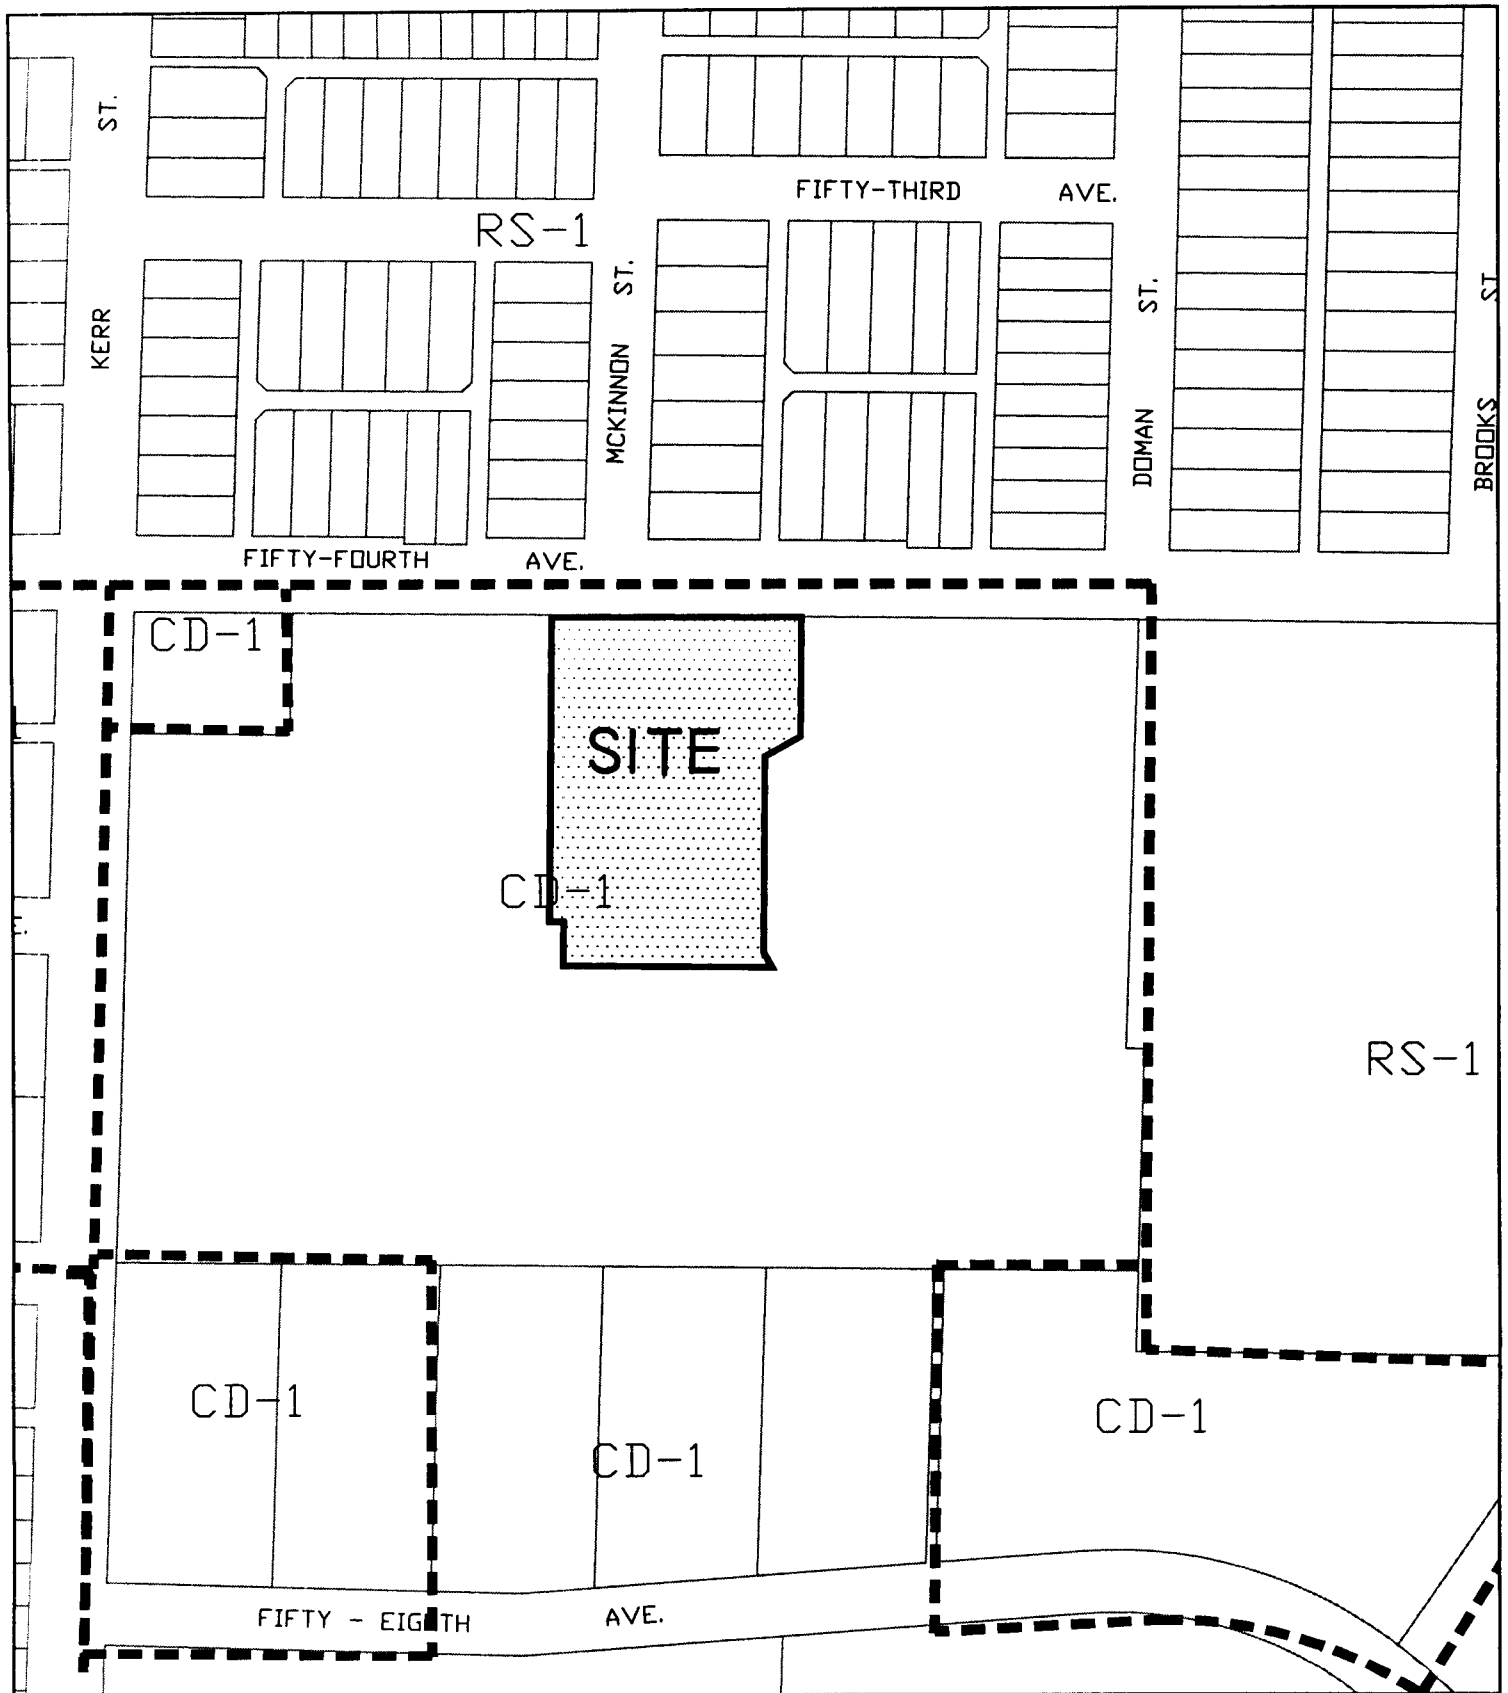 ST.
FIFTY-THIRD AVE.
RS-1
ST.
ST.
ST
KERR
MCKINNON
DOMAN
BROOKS
FIFTY-FOURTH AVE.
CD-1
SITE
CD-1
RS-1
CD-1
CD-1
CD-1
FIFTY - EIGHTH AVE.